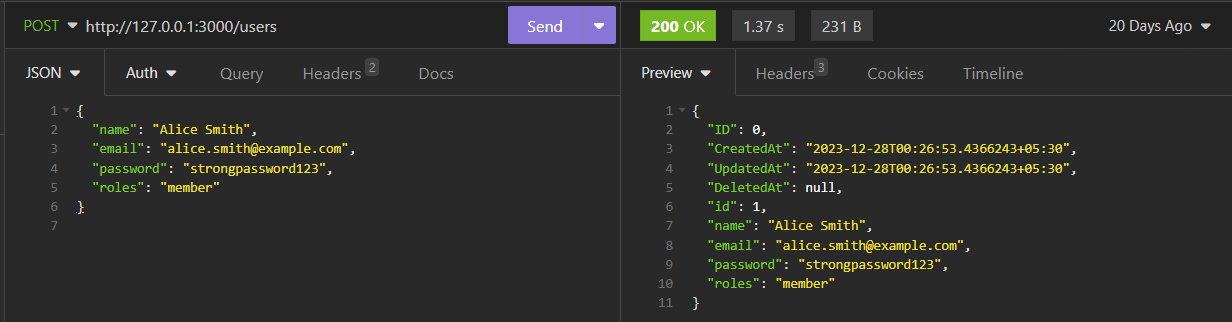 POST http://127.0.0.1:3000/users Send
200 OK 1.37 s 231 B 20 Days Ago
JSON Auth Query Headers 2 Docs
Preview Headers 3 Cookies Timeline
1 {
2 "name": "Alice Smith",
3 "email": "alice.smith@example.com",
4 "password": "strongpassword123",
5 "roles": "member"
6 }
7
1 {
2 "ID": 0,
3 "CreatedAt": "2023-12-28T00:26:53.4366243+05:30",
4 "UpdatedAt": "2023-12-28T00:26:53.4366243+05:30",
5 "DeletedAt": null,
6 "id": 1,
7 "name": "Alice Smith",
8 "email": "alice.smith@example.com",
9 "password": "strongpassword123",
10 "roles": "member"
11 }